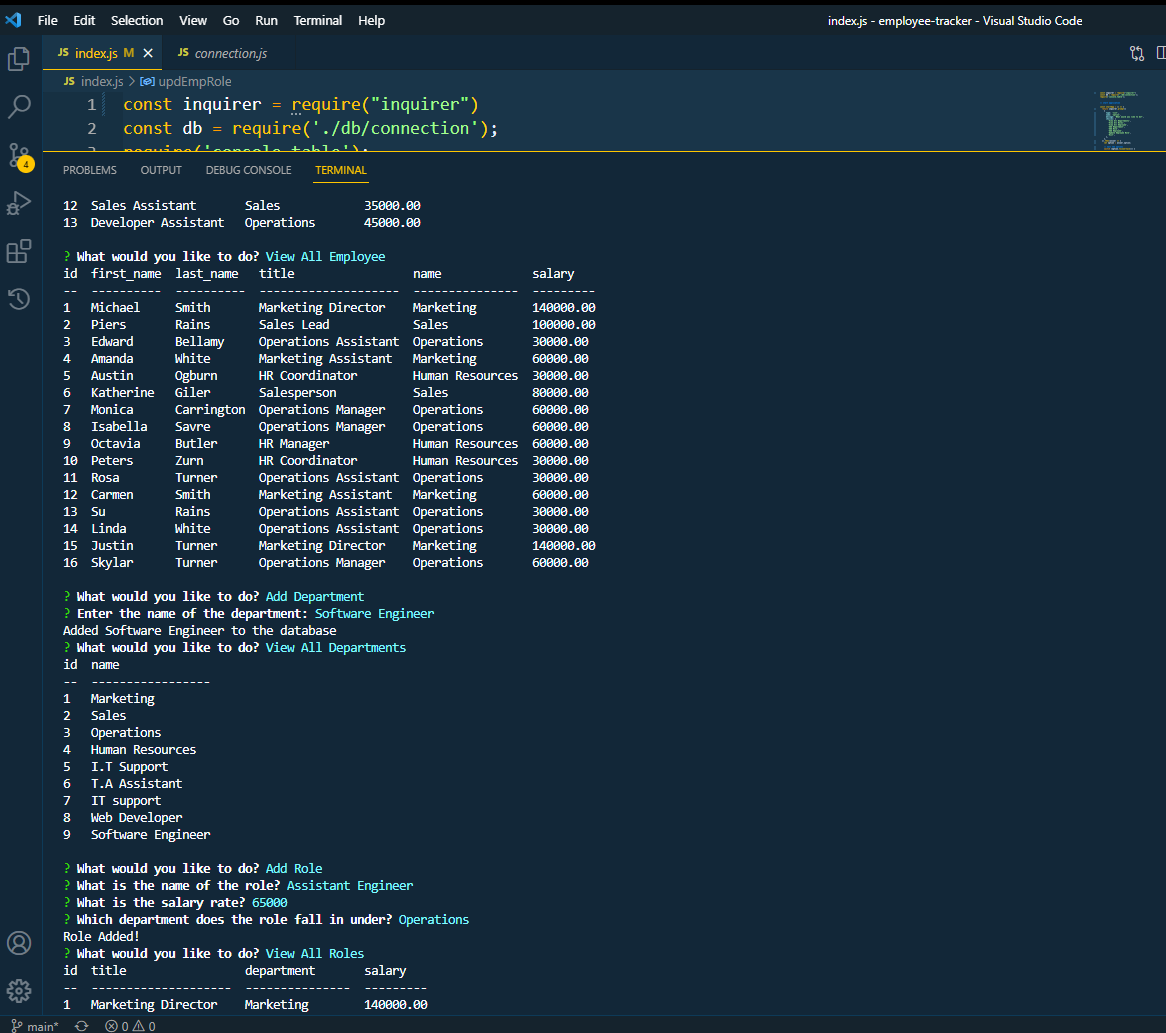 File Edit Selection View Go Run Terminal Help index.js - employee-tracker - Visual Studio Code
JS index.js M JS connection.js
JS index.js > updEmpRole
1 const inquirer = require("inquirer")
2 const db = require('./db/connection');
3 require('console.table');
PROBLEMS OUTPUT DEBUG CONSOLE TERMINAL
12 Sales Assistant Sales 35000.00
13 Developer Assistant Operations 45000.00
? What would you like to do? View All Employee
id first_name last_name title name salary
-- ---------- ---------- -------------------- --------------- ---------
1 Michael Smith Marketing Director Marketing 140000.00
2 Piers Rains Sales Lead Sales 100000.00
3 Edward Bellamy Operations Assistant Operations 30000.00
4 Amanda White Marketing Assistant Marketing 60000.00
5 Austin Ogburn HR Coordinator Human Resources 30000.00
6 Katherine Giler Salesperson Sales 80000.00
7 Monica Carrington Operations Manager Operations 60000.00
8 Isabella Savre Operations Manager Operations 60000.00
9 Octavia Butler HR Manager Human Resources 60000.00
10 Peters Zurn HR Coordinator Human Resources 30000.00
11 Rosa Turner Operations Assistant Operations 30000.00
12 Carmen Smith Marketing Assistant Marketing 60000.00
13 Su Rains Operations Assistant Operations 30000.00
14 Linda White Operations Assistant Operations 30000.00
15 Justin Turner Marketing Director Marketing 140000.00
16 Skylar Turner Operations Manager Operations 60000.00
? What would you like to do? Add Department
? Enter the name of the department: Software Engineer
Added Software Engineer to the database
? What would you like to do? View All Departments
id name
-- -----------------
1 Marketing
2 Sales
3 Operations
4 Human Resources
5 I.T Support
6 T.A Assistant
7 IT support
8 Web Developer
9 Software Engineer
? What would you like to do? Add Role
? What is the name of the role? Assistant Engineer
? What is the salary rate? 65000
? Which department does the role fall in under? Operations
Role Added!
? What would you like to do? View All Roles
id title department salary
-- -------------------- --------------- ---------
1 Marketing Director Marketing 140000.00
4
main* 0 0